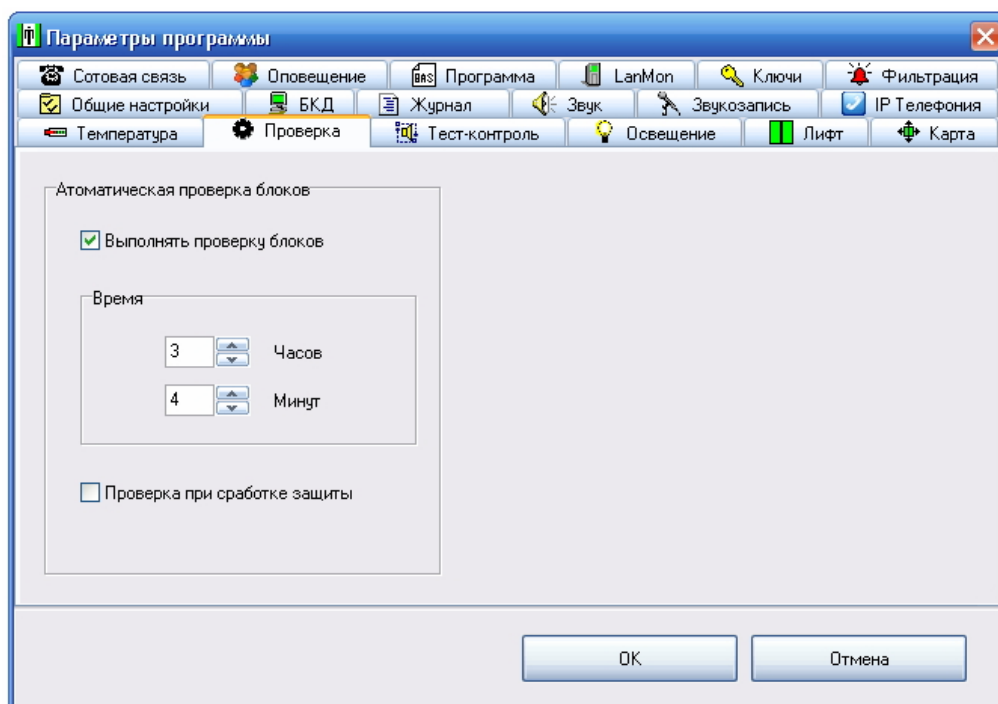 Параметры программы
Сотовая связь Оповещение Программа LanMon Ключи Фильтрация
Общие настройки БКД Журнал Звук Звукозапись IP Телефония
Температура Проверка Тест-контроль Освещение Лифт Карта
Атоматическая проверка блоков
Выполнять проверку блоков
Время
3 Часов
4 Минут
Проверка при сработке защиты
OK Отмена